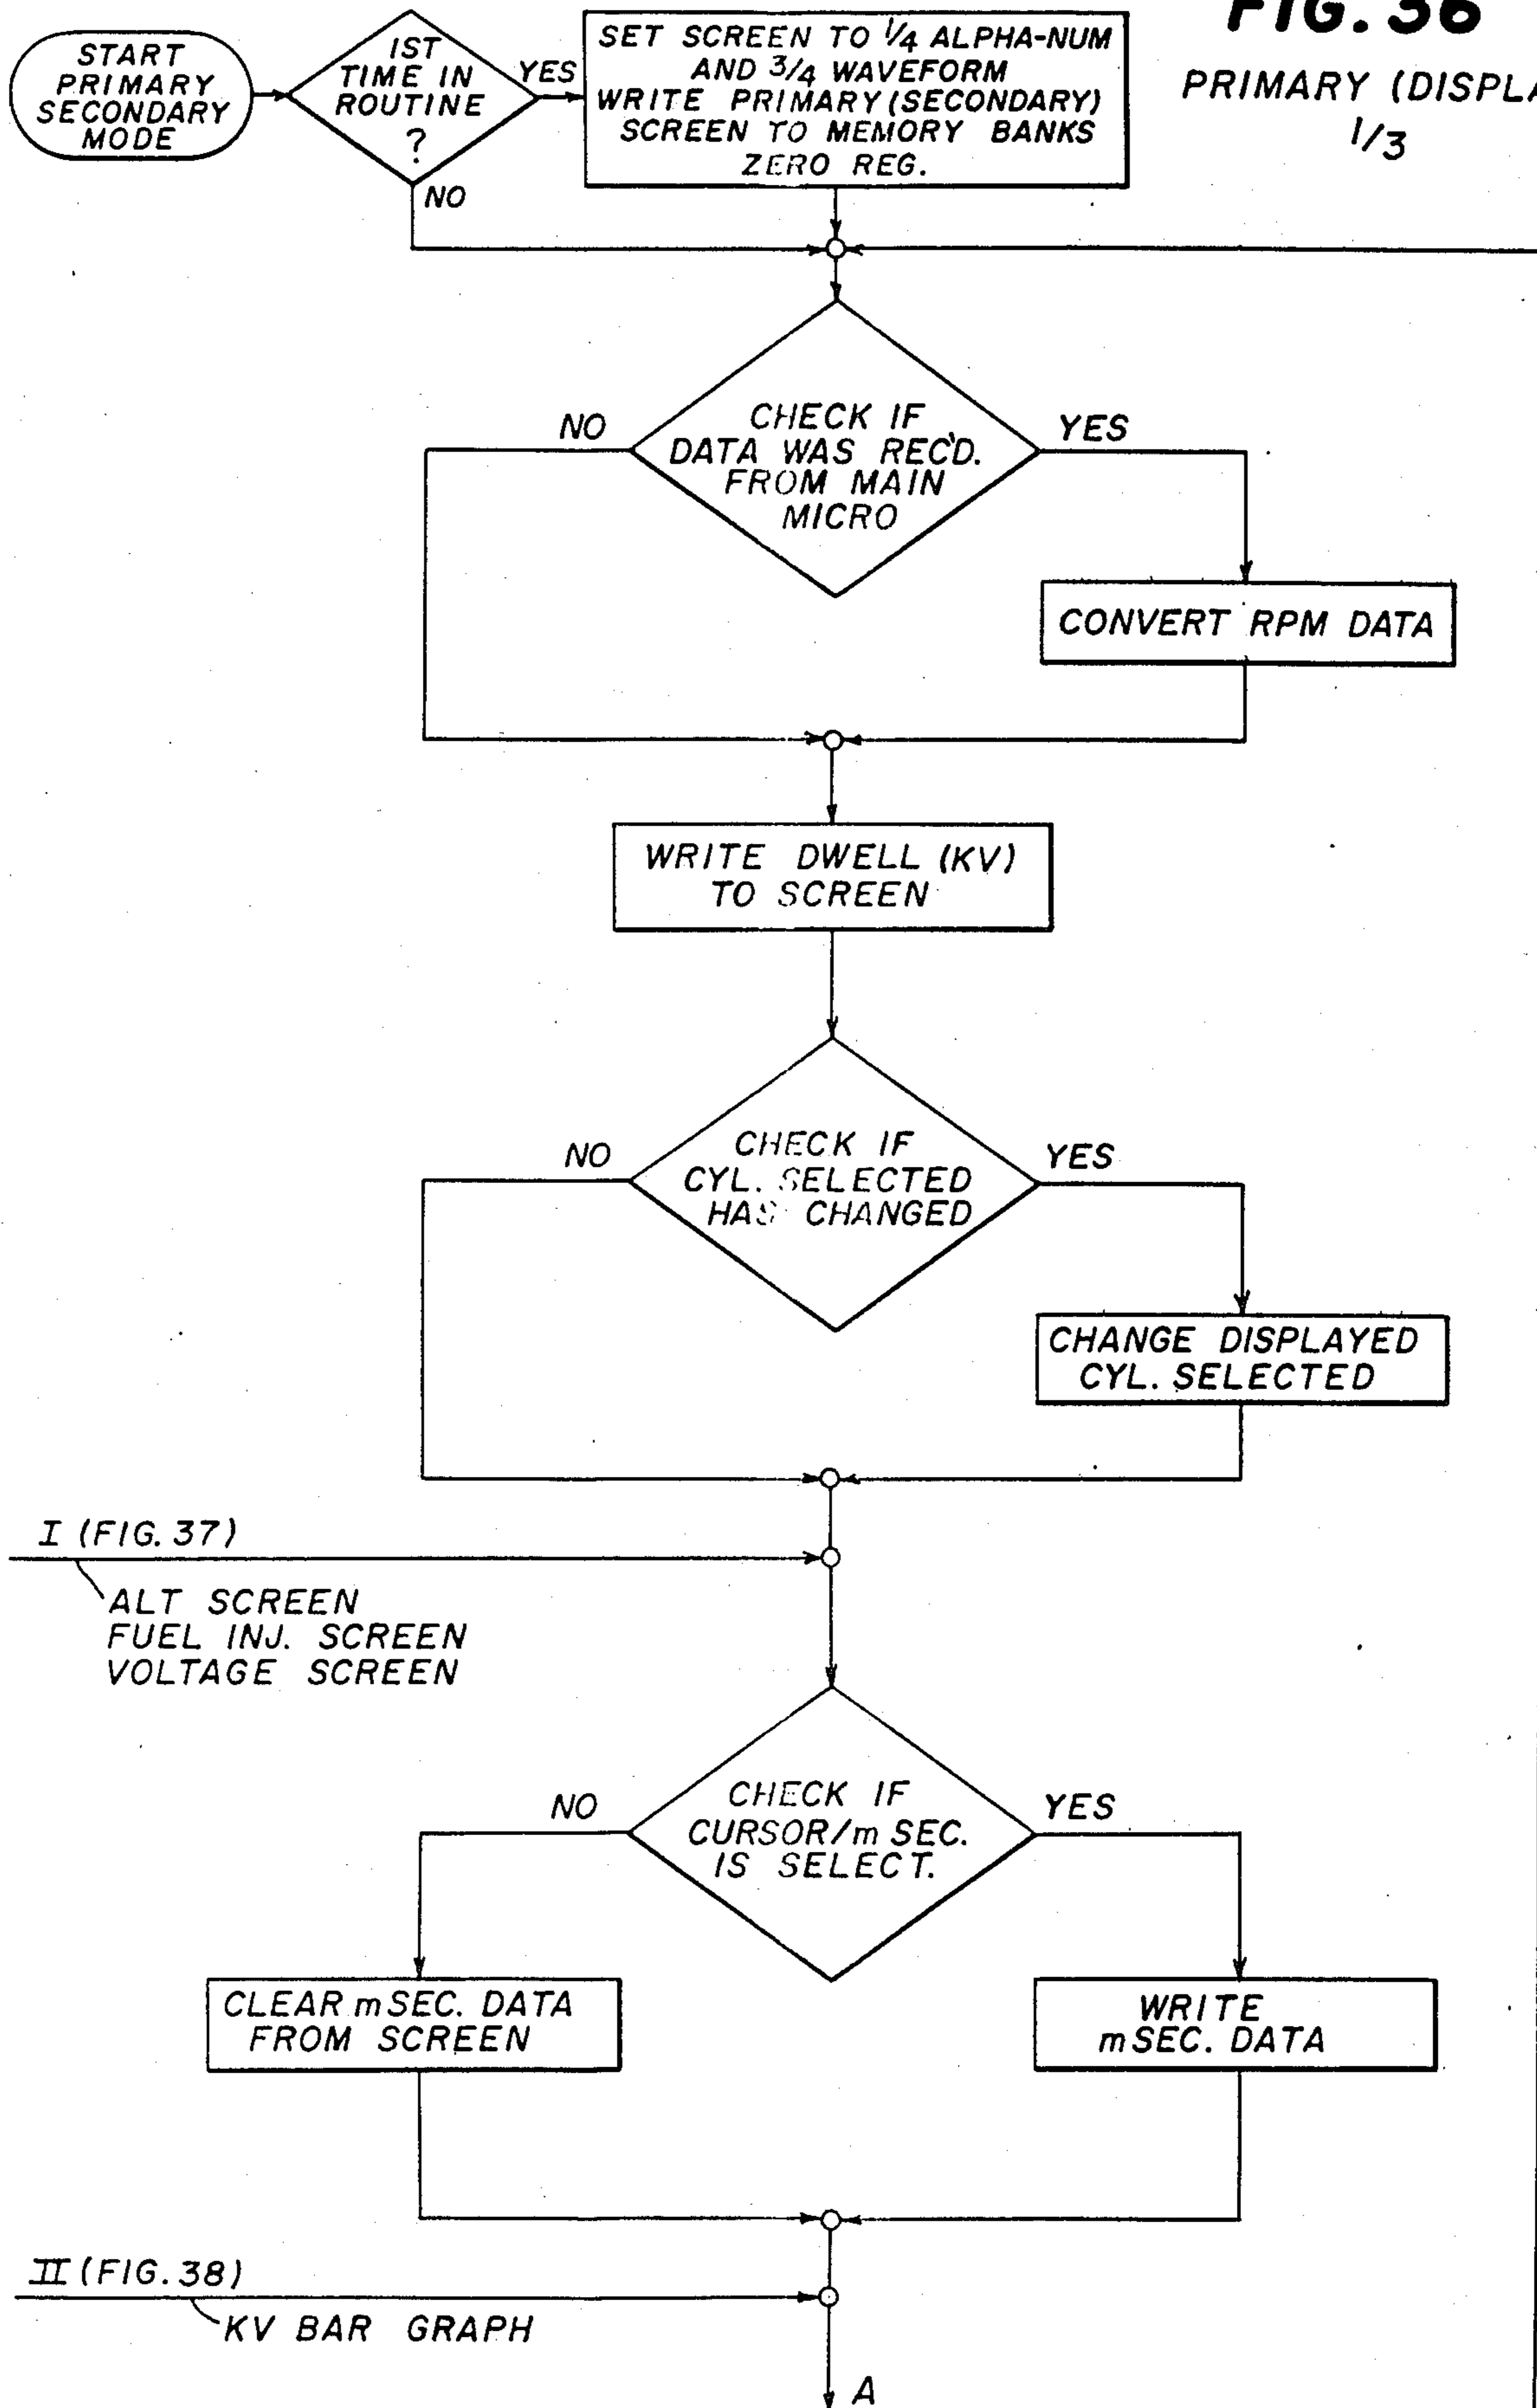 FIG. 36
PRIMARY (DISPLA
1/3
START
PRIMARY
SECONDARY
MODE
1ST
TIME IN
ROUTINE
?
YES
NO
SET SCREEN TO 1/4 ALPHA-NUM
AND 3/4 WAVEFORM
WRITE PRIMARY (SECONDARY)
SCREEN TO MEMORY BANKS
ZERO REG.
CHECK IF
DATA WAS REC'D.
FROM MAIN
MICRO
NO
YES
CONVERT RPM DATA
WRITE DWELL (KV)
TO SCREEN
CHECK IF
CYL. SELECTED
HAS CHANGED
NO
YES
CHANGE DISPLAYED
CYL. SELECTED
I (FIG. 37)
ALT SCREEN
FUEL INJ. SCREEN
VOLTAGE SCREEN
CHECK IF
CURSOR/m SEC.
IS SELECT.
NO
YES
CLEAR mSEC. DATA
FROM SCREEN
WRITE
mSEC. DATA
II (FIG. 38)
KV BAR GRAPH
A